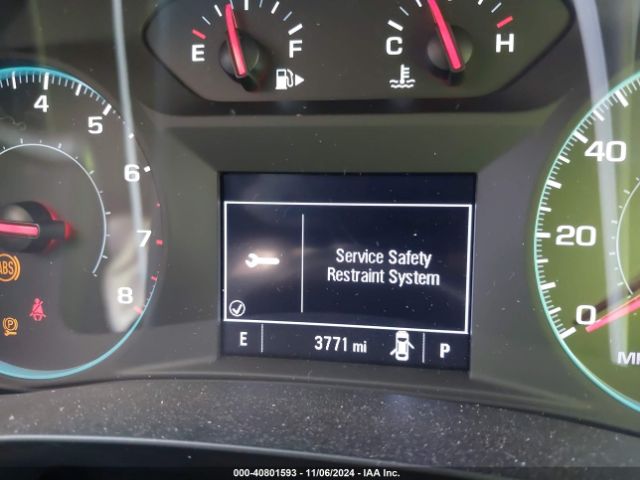 E F C H
4
5
6
7
8
ABS
P
40
20
0
Service Safety
Restraint System
E 3771 mi P
000-40801593 - 11/06/2024 - IAA Inc.